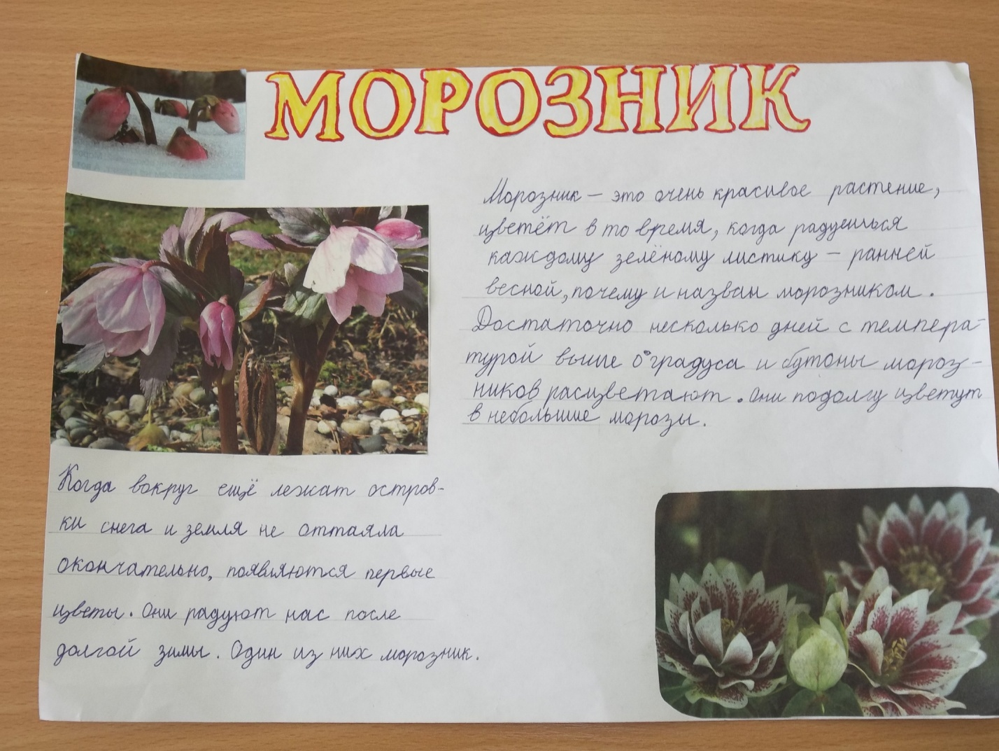 МОРОЗНИК
Морозник – это очень красивое растение,
цветёт в то время, когда радуешься
каждому зелёному листику – ранней
весной, почему и назван морозником.
Достаточно несколько дней с темпера-
турой выше 0° градуса и бутоны мороз-
ников расцветают. Они подолгу цветут
в небольшие морозы.
Когда вокруг ещё лежат остров-
ки снега и земля не оттаяла
окончательно, появляются первые
цветы. Они радуют нас после
долгой зимы. Один из них морозник.